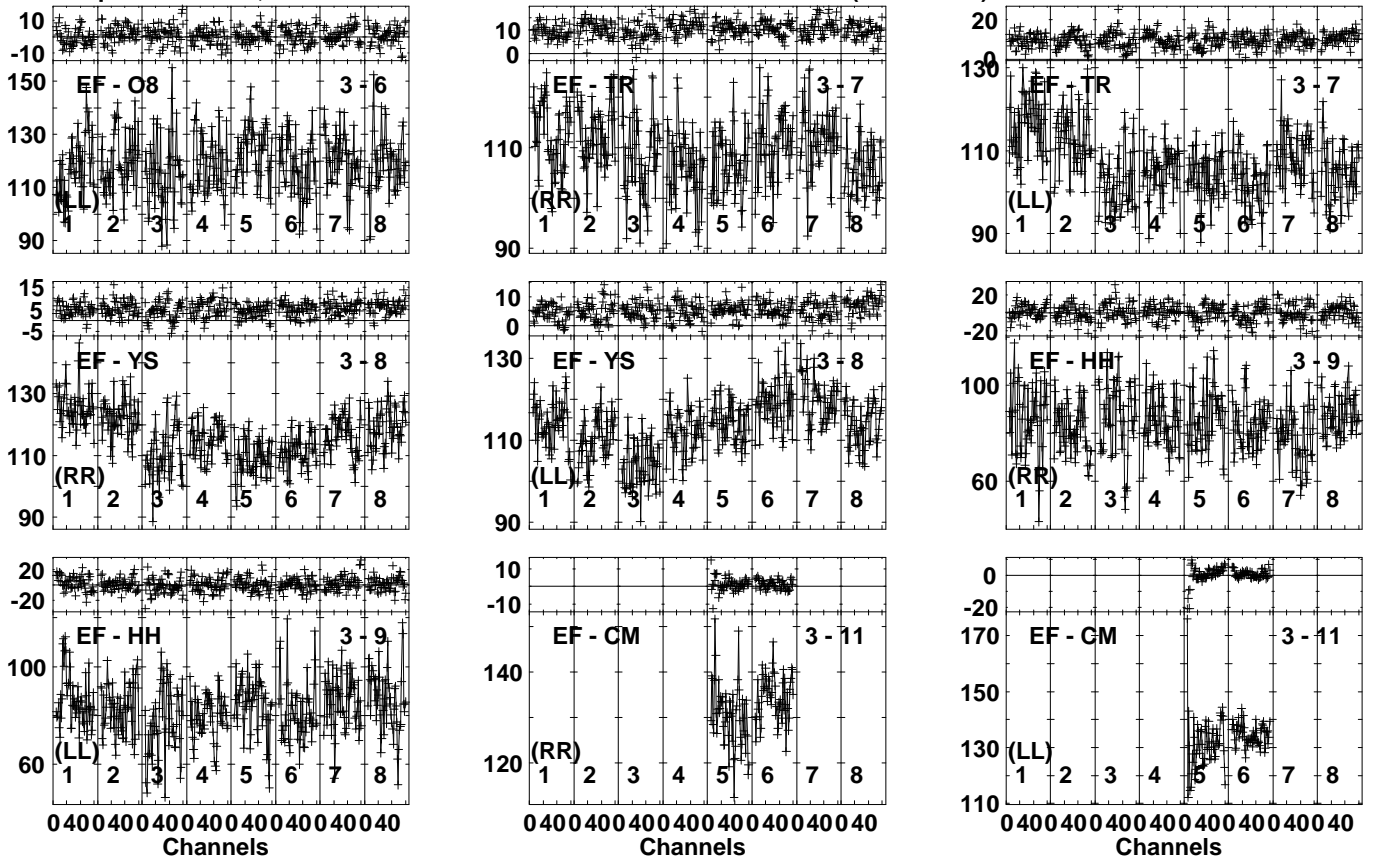 10
-10
EF - O8 3 - 6
150
130
110
90
(LL)
1 2 3 4 5 6 7 8
10
0
EF - TR 3 - 7
110
90
(RR)
1 2 3 4 5 6 7 8
20
0
EF - TR 3 - 7
130
110
90
(LL)
1 2 3 4 5 6 7 8
15
5
-5
EF - YS 3 - 8
130
110
90
(RR)
1 2 3 4 5 6 7 8
10
0
EF - YS 3 - 8
130
110
90
(LL)
1 2 3 4 5 6 7 8
20
-20
EF - HH 3 - 9
100
60
(RR)
1 2 3 4 5 6 7 8
20
-20
EF - HH 3 - 9
100
60
(LL)
1 2 3 4 5 6 7 8
0 40 0 40 0 40 0 40 0 40 0 40 0 40 0 40
Channels
10
-10
EF - CM 3 - 11
140
120
(RR)
1 2 3 4 5 6 7 8
0 40 0 40 0 40 0 40 0 40 0 40 0 40 0 40
Channels
0
-20
EF - CM 3 - 11
170
150
130
110
(LL)
1 2 3 4 5 6 7 8
0 40 0 40 0 40 0 40 0 40 0 40 0 40 0 40
Channels